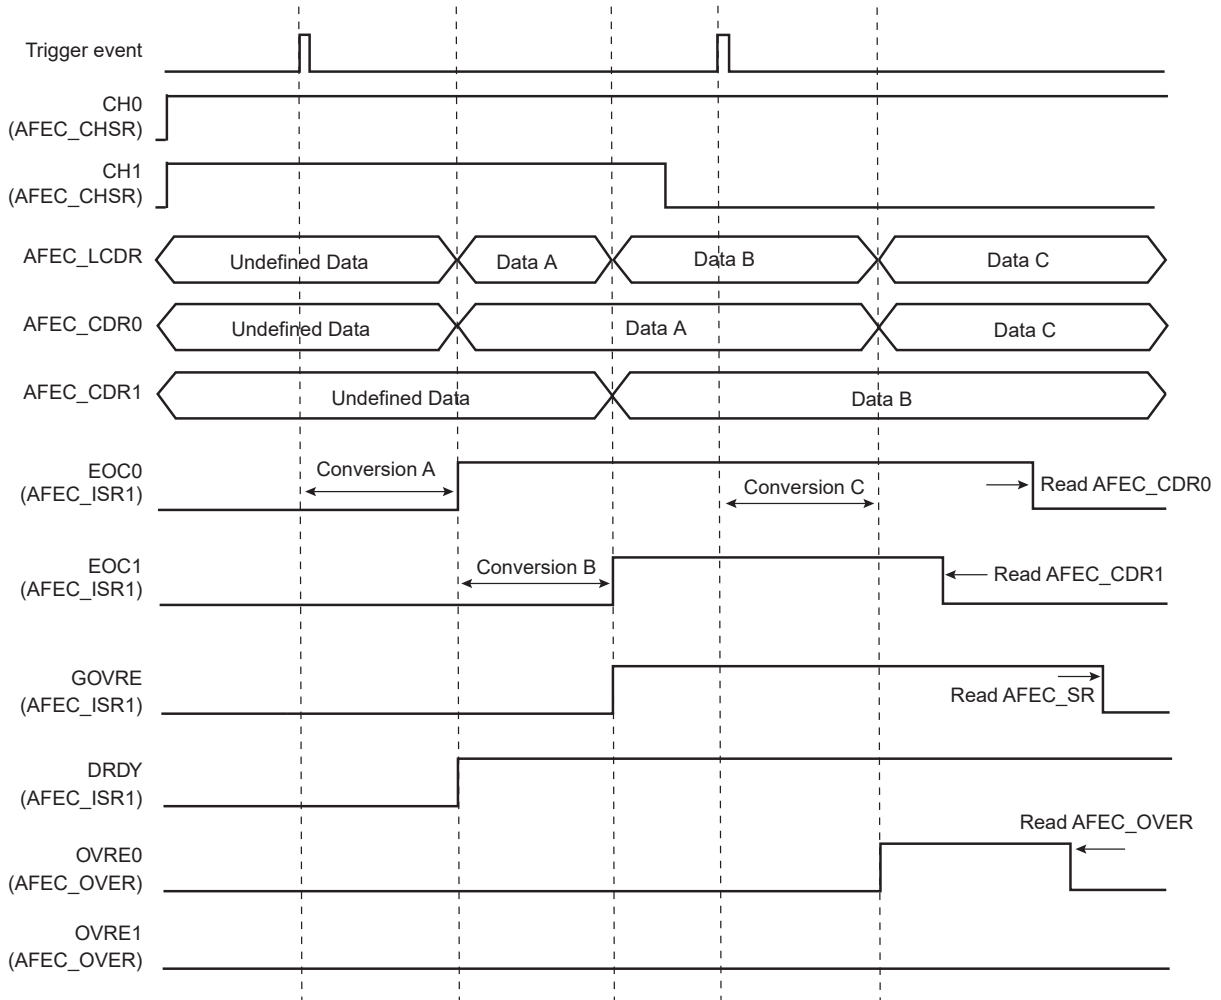 Trigger event
CH0
(AFEC_CHSR)
CH1
(AFEC_CHSR)
AFEC_LCDR
Undefined Data
Data A
Data B
Data C
AFEC_CDR0
Undefined Data
Data A
Data C
AFEC_CDR1
Undefined Data
Data B
EOC0
(AFEC_ISR1)
Conversion A
Conversion C
Read AFEC_CDR0
EOC1
(AFEC_ISR1)
Conversion B
Read AFEC_CDR1
GOVRE
(AFEC_ISR1)
Read AFEC_SR
DRDY
(AFEC_ISR1)
Read AFEC_OVER
OVRE0
(AFEC_OVER)
OVRE1
(AFEC_OVER)